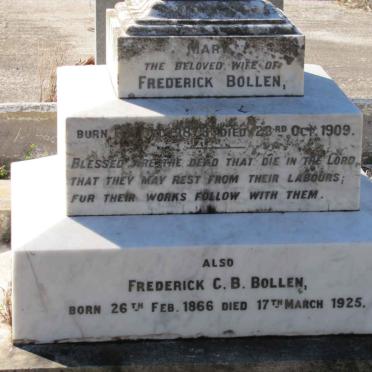 MARY
THE BELOVED WIFE OF
FREDERICK BOLLEN,
BORN DIED 23RD OCT. 1909.
BLESSED ARE THE DEAD THAT DIE IN THE LORD,
THAT THEY MAY REST FROM THEIR LABOURS;
FUR THEIR WORKS FOLLOW WITH THEM.
ALSO
FREDERICK C. B. BOLLEN,
BORN 26TH FEB. 1866 DIED 17TH MARCH 1925.